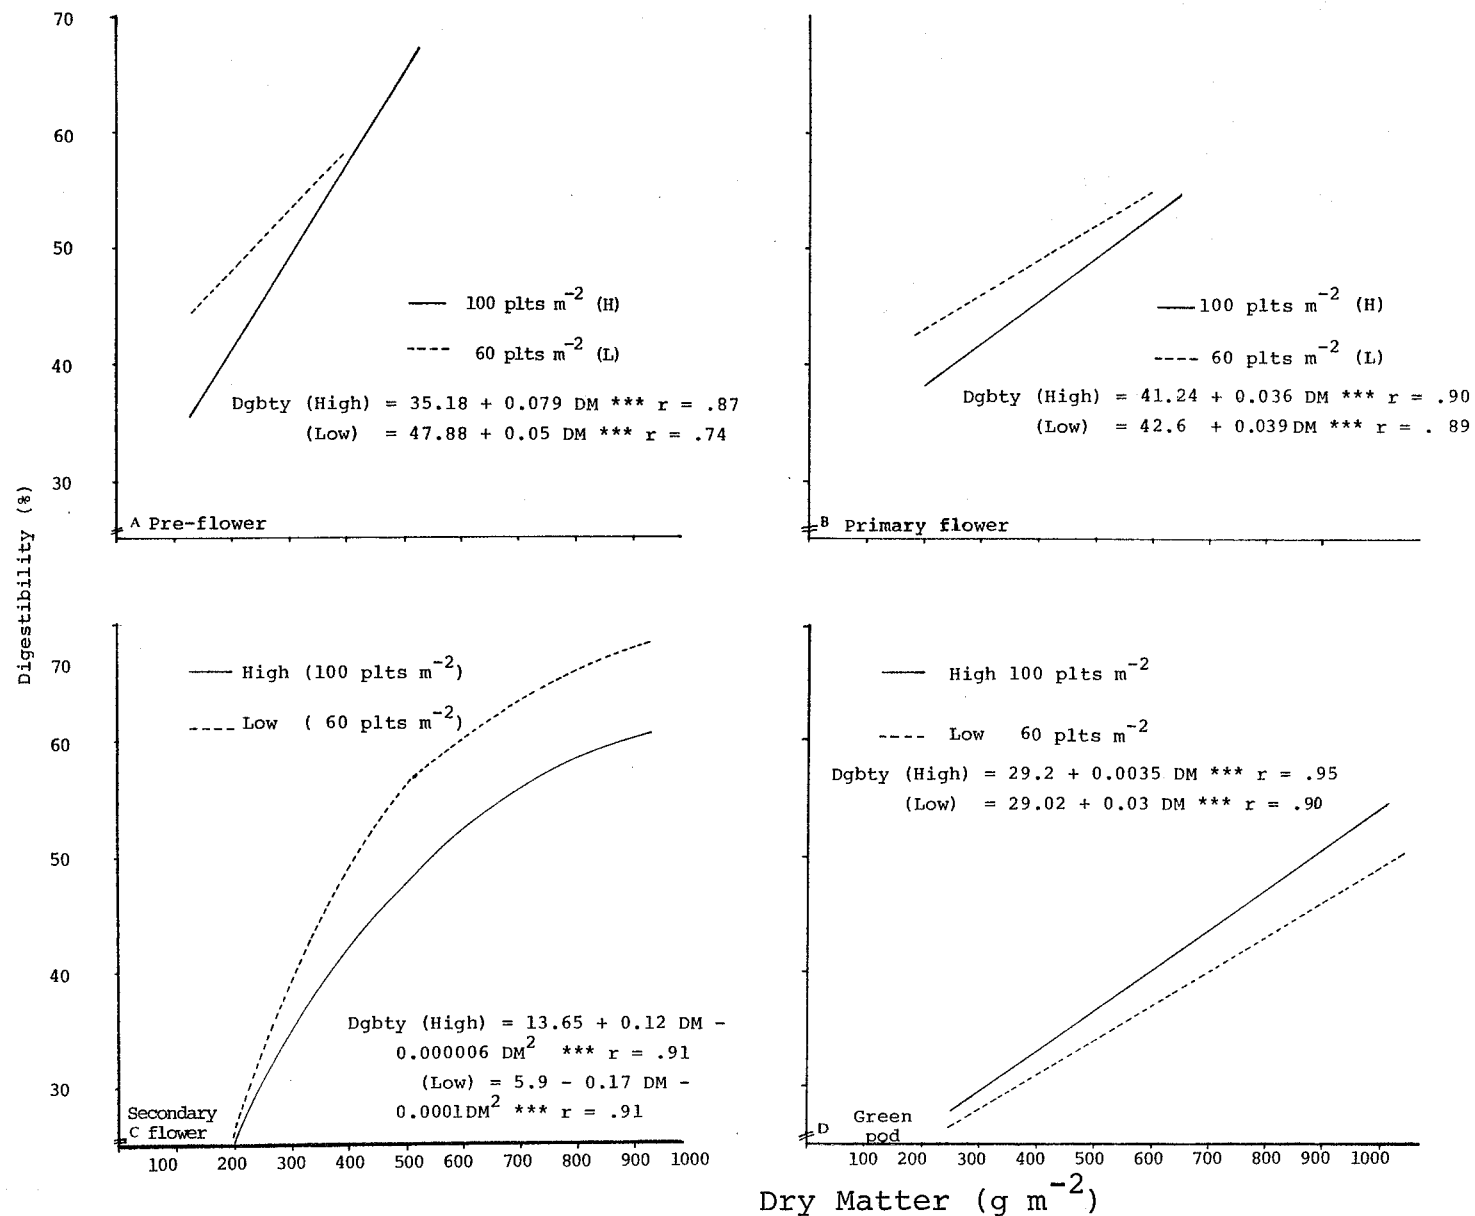 Digestibility (%)
70
60
50
40
30
100 plts m⁻² (H)
60 plts m⁻² (L)
Dgbty (High) = 35.18 + 0.079 DM *** r = .87
(Low) = 47.88 + 0.05 DM *** r = .74
A Pre-flower
100 plts m⁻² (H)
60 plts m⁻² (L)
Dgbty (High) = 41.24 + 0.036 DM *** r = .90
(Low) = 42.6 + 0.039 DM *** r = . 89
B Primary flower
70
60
50
40
30
High (100 plts m⁻²)
Low ( 60 plts m⁻²)
Dgbty (High) = 13.65 + 0.12 DM -
0.000006 DM² *** r = .91
(Low) = 5.9 - 0.17 DM -
0.0001DM² *** r = .91
Secondary
C flower
100 200 300 400 500 600 700 800 900 1000
High 100 plts m⁻²
Low 60 plts m⁻²
Dgbty (High) = 29.2 + 0.0035 DM *** r = .95
(Low) = 29.02 + 0.03 DM *** r = .90
D Green
pod
100 200 300 400 500 600 700 800 900 1000
Dry Matter (g m⁻²)